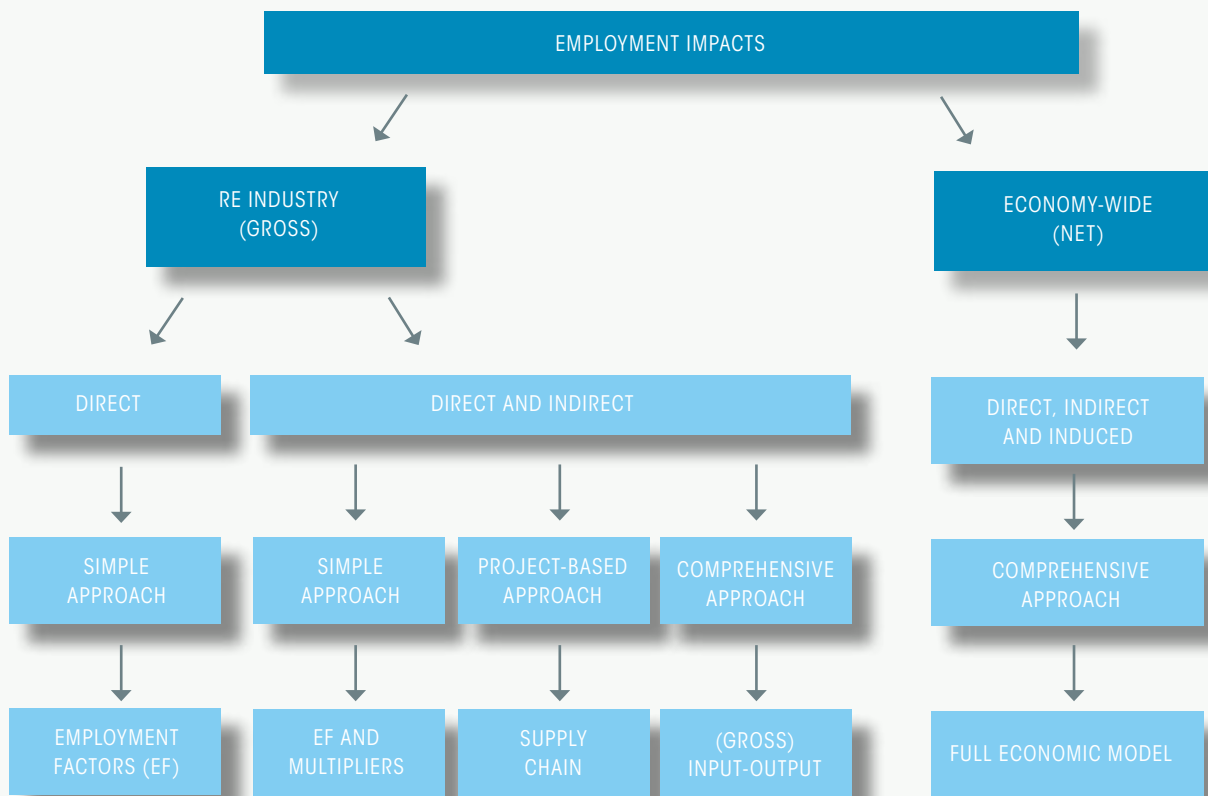 EMPLOYMENT IMPACTS
RE INDUSTRY
(GROSS)
ECONOMY-WIDE
(NET)
DIRECT
DIRECT AND INDIRECT
DIRECT, INDIRECT
AND INDUCED
SIMPLE
APPROACH
SIMPLE
APPROACH
PROJECT-BASED
APPROACH
COMPREHENSIVE
APPROACH
COMPREHENSIVE
APPROACH
EMPLOYMENT
FACTORS (EF)
EF AND
MULTIPLIERS
SUPPLY
CHAIN
(GROSS)
INPUT-OUTPUT
FULL ECONOMIC MODEL